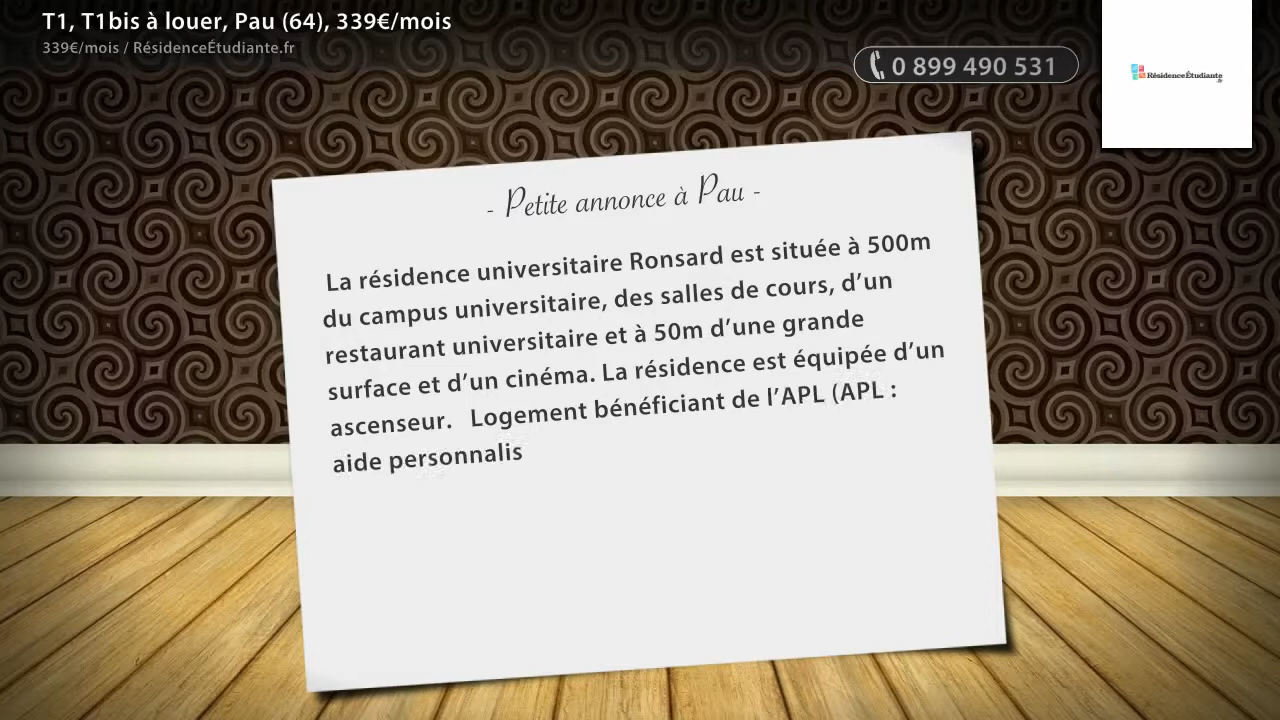 T1, T1bis à louer, Pau (64), 339€/mois
339€/mois / RésidenceÉtudiante.fr
0 899 490 531
RésidenceÉtudiante
.fr
- Petite annonce à Pau -
La résidence universitaire Ronsard est située à 500m
du campus universitaire, des salles de cours, d’un
restaurant universitaire et à 50m d’une grande
surface et d’un cinéma. La résidence est équipée d’un
ascenseur.   Logement bénéficiant de l’APL (APL :
aide personnalis